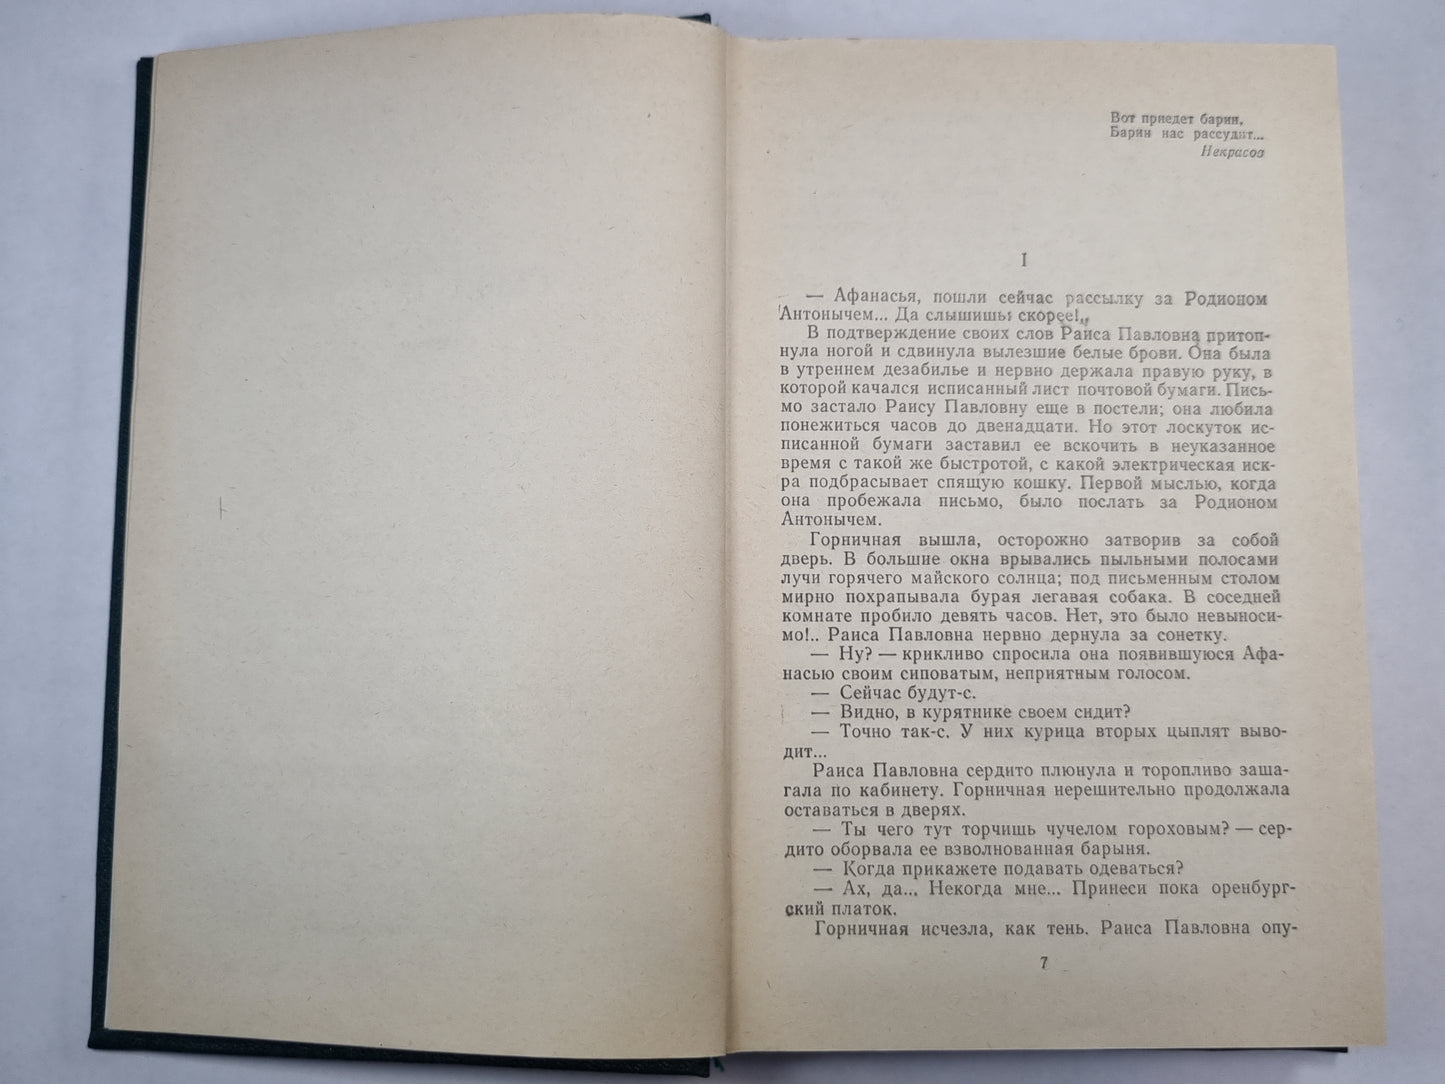 Вот приедет барин,
Барин нас рассудит...
Некрасов
I
— Афанасья, пошли сейчас рассылку за Родионом
Антонычем... Да слышишь: скорее!..
В подтверждение своих слов Раиса Павловна притоп-
нула ногой и сдвинула вылезшие белые брови. Она была
в утреннем дезабилье и нервно держала правую руку, в
которой качался исписанный лист почтовой бумаги. Пись-
мо застало Раису Павловну еще в постели; она любила
понежиться часов до двенадцати. Но этот лоскуток ис-
писанной бумаги заставил ее вскочить в неуказанное
время с такой же быстротой, с какой электрическая иск-
ра подбрасывает спящую кошку. Первой мыслью, когда
она пробежала письмо, было послать за Родионом
Антонычем.
Горничная вышла, осторожно затворив за собой
дверь. В большие окна врывались пыльными полосами
лучи горячего майского солнца; под письменным столом
мирно похрапывала бурая легавая собака. В соседней
комнате пробило девять часов. Нет, это было невыноси-
мо!.. Раиса Павловна нервно дернула за сонетку.
— Ну? — крикливо спросила она появившуюся Афа-
насью своим сиповатым, неприятным голосом.
— Сейчас будут-с.
— Видно, в курятнике своем сидит?
— Точно так-с. У них курица вторых цыплят выво-
дит...
Раиса Павловна сердито плюнула и торопливо заша-
гала по кабинету. Горничная нерешительно продолжала
оставаться в дверях.
— Ты чего тут торчишь чучелом гороховым? — сер-
дито оборвала ее взволнованная барыня.
— Когда прикажете подавать одеваться?
— Ах, да... Некогда мне... Принеси пока оренбург-
ский платок.
Горничная исчезла, как тень. Раиса Павловна опу-
7